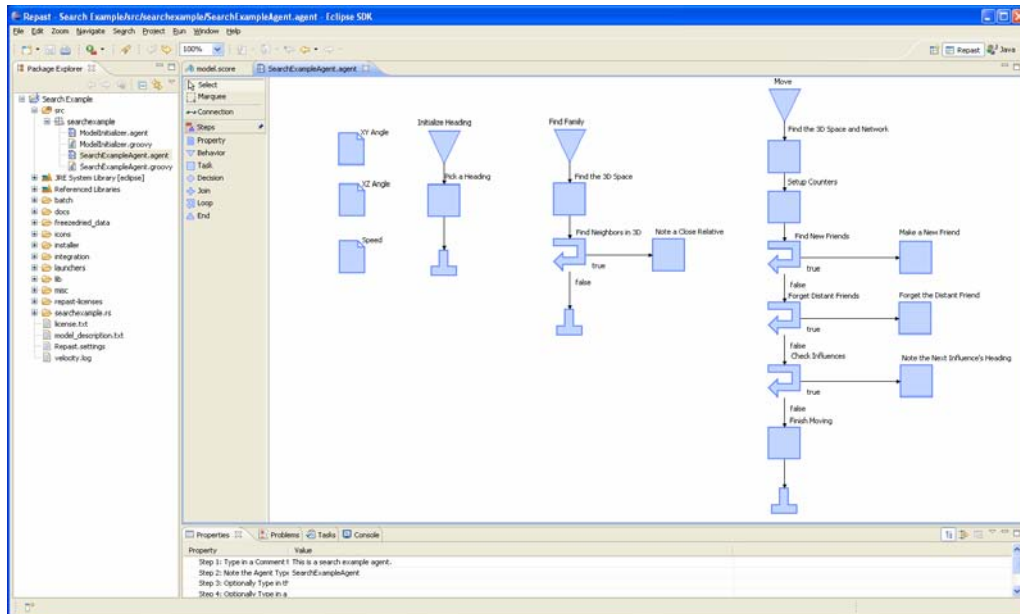 Repast - Search Example/src/searchexample/SearchExampleAgent.agent - Eclipse SDK
File Edit Zoom Navigate Search Project Run Window Help
100%
Repast
Java
Package Explorer
Search Example
src
searchexample
ModelInitializer.agent
ModelInitializer.groovy
SearchExampleAgent.agent
SearchExampleAgent.groovy
JRE System Library [eclipse]
Referenced Libraries
batch
docs
freezedried_data
icons
installer
integration
launchers
lib
misc
repast-licenses
searchexample.rs
license.txt
model_description.txt
Repast.settings
velocity.log
model.score
SearchExampleAgent.agent
Select
Marquee
Connection
Steps
Property
Behavior
Task
Decision
Join
Loop
End
XY Angle
XZ Angle
Speed
Initialize Heading
Pick a Heading
Find Family
Find the 3D Space
Find Neighbors in 3D
Note a Close Relative
true
false
Move
Find the 3D Space and Network
Setup Counters
Find New Friends
Make a New Friend
true
false
Forget Distant Friends
Forget the Distant Friend
true
false
Check Influences
Note the Next Influence's Heading
true
false
Finish Moving
Properties
Problems
Tasks
Console
Property Value
Step 1: Type in a Comment f This is a search example agent.
Step 2: Note the Agent Type SearchExampleAgent
Step 3: Optionally Type in th
Step 4: Optionally Type in a